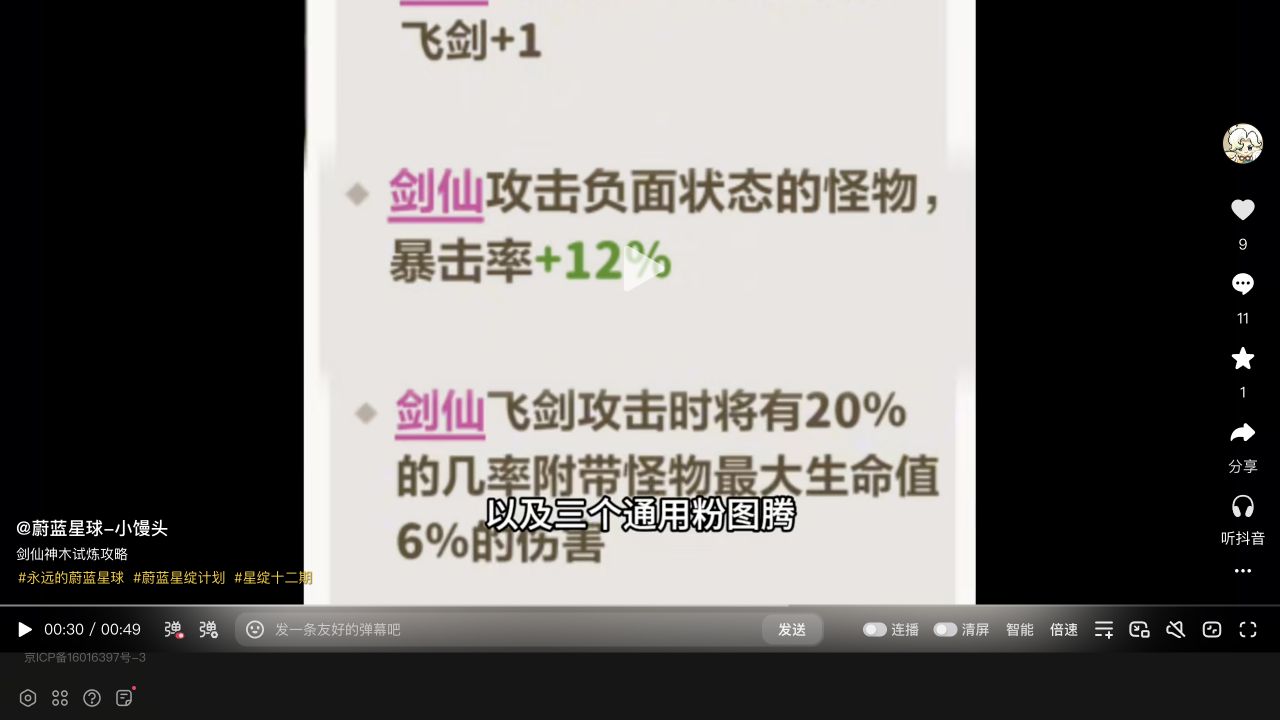 飞剑+1
剑仙攻击负面状态的怪物，
暴击率+12%
剑仙飞剑攻击时将有20%
的几率附带怪物最大生命值
以及三个通用粉图腾
6%的伤害
9
11
1
分享
听抖音
@蔚蓝星球-小馒头
剑仙神木试炼攻略
#永远的蔚蓝星球 #蔚蓝星绽计划 #星绽十二期
00:30 / 00:49
弹
弹
发一条友好的弹幕吧
发送
连播
清屏
智能
倍速
京ICP备16016397号-3